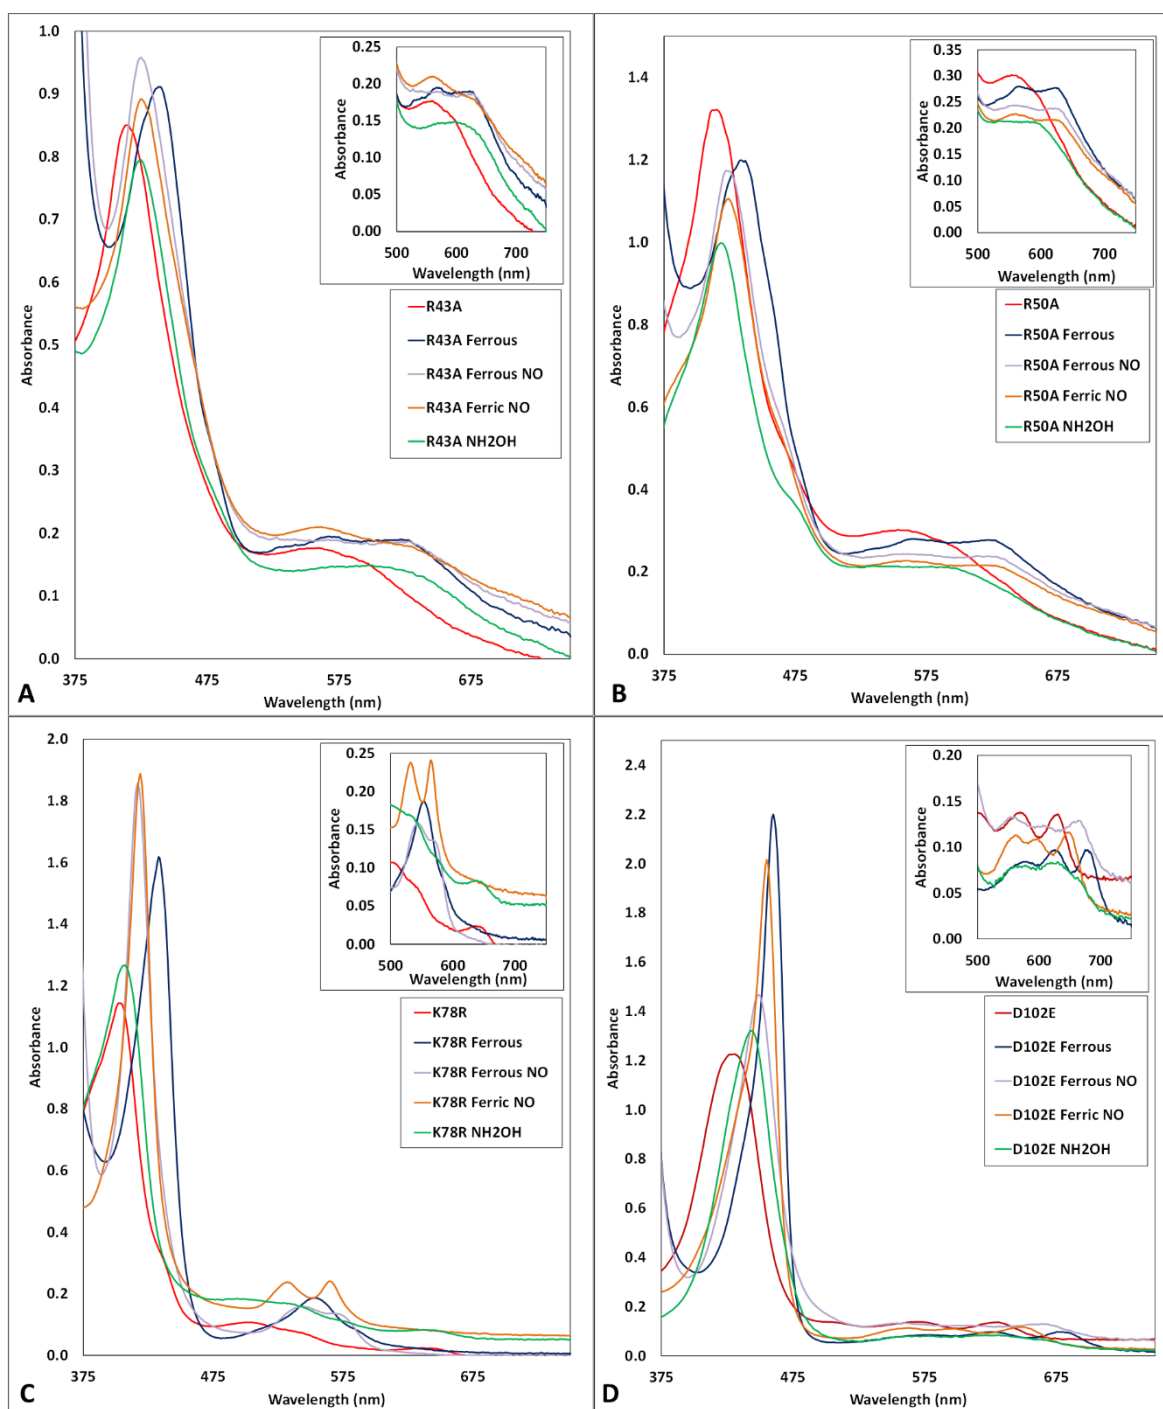 1.0
0.9
0.8
0.7
0.6
0.5
0.4
0.3
0.2
0.1
0.0
Absorbance
375
475
575
675
Wavelength (nm)
A
0.25
0.20
0.15
0.10
0.05
0.00
Absorbance
500
600
700
Wavelength (nm)
R43A
R43A Ferrous
R43A Ferrous NO
R43A Ferric NO
R43A NH2OH
1.4
1.2
1.0
0.8
0.6
0.4
0.2
0.0
Absorbance
375
475
575
675
Wavelength (nm)
B
0.35
0.30
0.25
0.20
0.15
0.10
0.05
0.00
Absorbance
500
600
700
Wavelength (nm)
R50A
R50A Ferrous
R50A Ferrous NO
R50A Ferric NO
R50A NH2OH
2.0
1.8
1.6
1.4
1.2
1.0
0.8
0.6
0.4
0.2
0.0
Absorbance
375
475
575
675
Wavelength (nm)
C
0.25
0.20
0.15
0.10
0.05
0.00
Absorbance
500
600
700
Wavelength (nm)
K78R
K78R Ferrous
K78R Ferrous NO
K78R Ferric NO
K78R NH2OH
2.4
2.2
2.0
1.8
1.6
1.4
1.2
1.0
0.8
0.6
0.4
0.2
0.0
Absorbance
375
475
575
675
Wavelength (nm)
D
0.20
0.15
0.10
0.05
0.00
Absorbance
500
600
700
Wavelength (nm)
D102E
D102E Ferrous
D102E Ferrous NO
D102E Ferric NO
D102E NH2OH